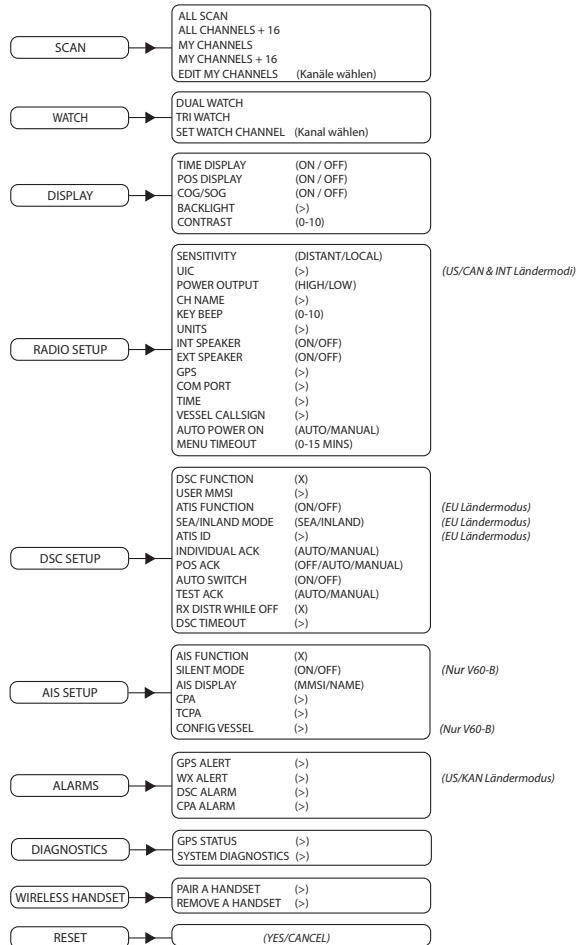 SCAN
ALL SCAN
ALL CHANNELS + 16
MY CHANNELS
MY CHANNELS + 16
EDIT MY CHANNELS (Kanäle wählen)
WATCH
DUAL WATCH
TRI WATCH
SET WATCH CHANNEL (Kanal wählen)
DISPLAY
TIME DISPLAY (ON / OFF)
POS DISPLAY (ON / OFF)
COG/SOG (ON / OFF)
BACKLIGHT (>)
CONTRAST (0-10)
RADIO SETUP
SENSITIVITY (DISTANT/LOCAL)
UIC (>) (US/CAN & INT Ländermodi)
POWER OUTPUT (HIGH/LOW)
CH NAME (>)
KEY BEEP (0-10)
UNITS (>)
INT SPEAKER (ON/OFF)
EXT SPEAKER (ON/OFF)
GPS (>)
COM PORT (>)
TIME (>)
VESSEL CALLSIGN (>)
AUTO POWER ON (AUTO/MANUAL)
MENU TIMEOUT (0-15 MINS)
DSC SETUP
DSC FUNCTION (X)
USER MMSI (>)
ATIS FUNCTION (ON/OFF) (EU Ländermodus)
SEA/INLAND MODE (SEA/INLAND) (EU Ländermodus)
ATIS ID (>) (EU Ländermodus)
INDIVIDUAL ACK (AUTO/MANUAL)
POS ACK (OFF/AUTO/MANUAL)
AUTO SWITCH (ON/OFF)
TEST ACK (AUTO/MANUAL)
RX DISTR WHILE OFF (X)
DSC TIMEOUT (>)
AIS SETUP
AIS FUNCTION (X)
SILENT MODE (ON/OFF) (Nur V60-B)
AIS DISPLAY (MMSI/NAME)
CPA (>)
TCPA (>)
CONFIG VESSEL (>) (Nur V60-B)
ALARMS
GPS ALERT (>)
WX ALERT (>) (US/KAN Ländermodus)
DSC ALARM (>)
CPA ALARM (>)
DIAGNOSTICS
GPS STATUS (>)
SYSTEM DIAGNOSTICS (>)
WIRELESS HANDSET
PAIR A HANDSET (>)
REMOVE A HANDSET (>)
RESET
(YES/CANCEL)